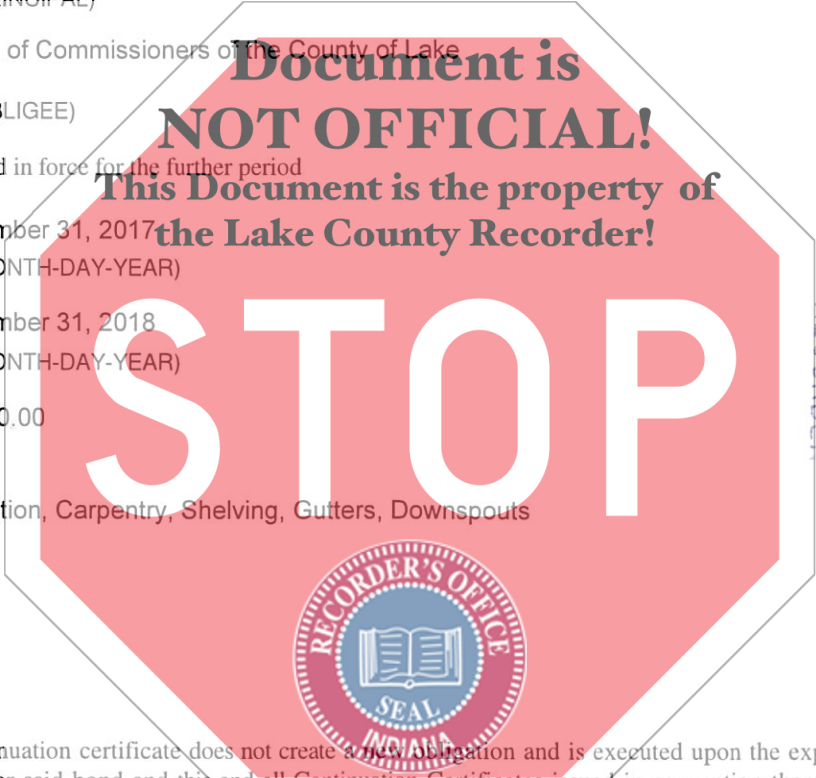 of Commissioners of the County of Lake
Document is
NOT OFFICIAL!
LIGEE)
in force for the further period
This Document is the property of
the Lake County Recorder!
31, 2017
NTH-DAY-YEAR)
31, 2018
NTH-DAY-YEAR)
0.00
STOP
tion, Carpentry, Shelving, Gutters, Downspouts
RECORDER'S OFFICE
SEAL
INDIANA
nuation certificate does not create a new obligation and is executed upon the exp